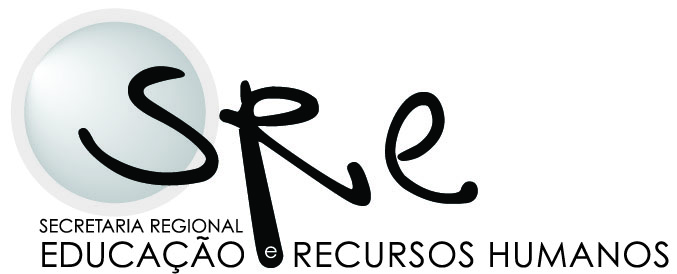 SRe
SECRETARIA REGIONAL
EDUCAÇÃO e RECURSOS HUMANOS